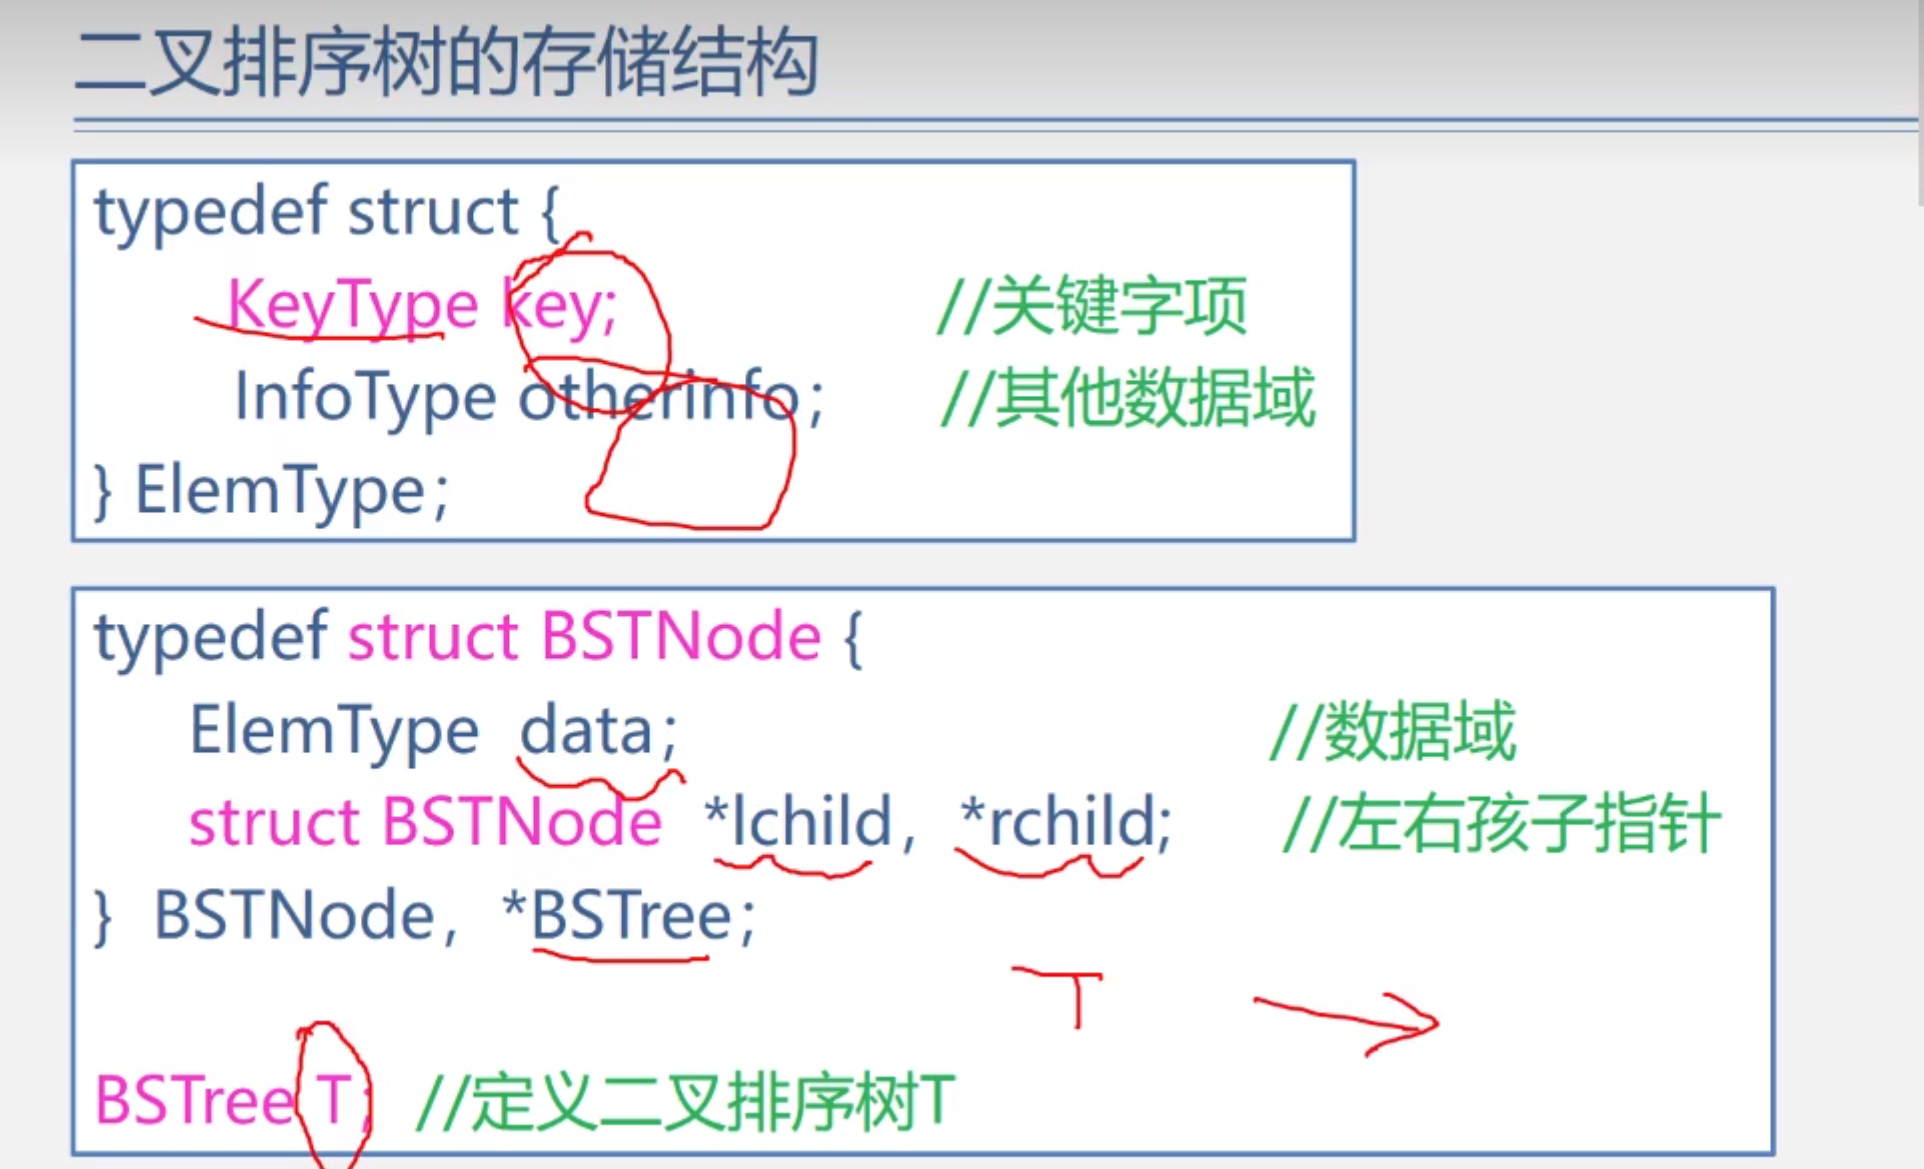 二叉排序树的存储结构
typedef struct {
KeyType key; //关键字项
InfoType otherinfo; //其他数据域
} ElemType;
typedef struct BSTNode {
ElemType data; //数据域
struct BSTNode *lchild, *rchild; //左右孩子指针
} BSTNode, *BSTree;
T
BSTree T; //定义二叉排序树T